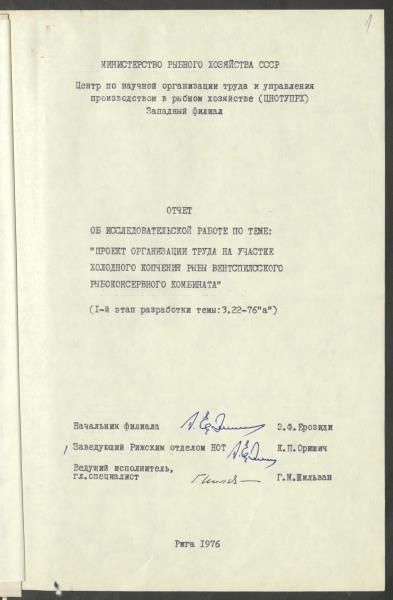 1
МИНИСТЕРСТВО РЫБНОГО ХОЗЯЙСТВА СССР
Центр по научной организации труда и управления
производством в рыбном хозяйстве (ЦНОТУПРХ)
Западный филиал
ОТЧЕТ
ОБ ИССЛЕДОВАТЕЛЬСКОЙ РАБОТЕ ПО ТЕМЕ:
"ПРОЕКТ ОРГАНИЗАЦИИ ТРУДА НА УЧАСТКЕ
ХОЛОДНОГО КОПЧЕНИЯ РЫБЫ ВЕНТСПИЛССКОГО
РЫБОКОНСЕРВНОГО КОМБИНАТА"
(I-й этап разработки темы:3.22-76"а")
Начальник филиала Э.Ф.Ерозиди
Заведующий Рижским отделом НОТ К.П.Оринич
Ведущий исполнитель,
гл.специалист Г.М.Шильван
Рига 1976